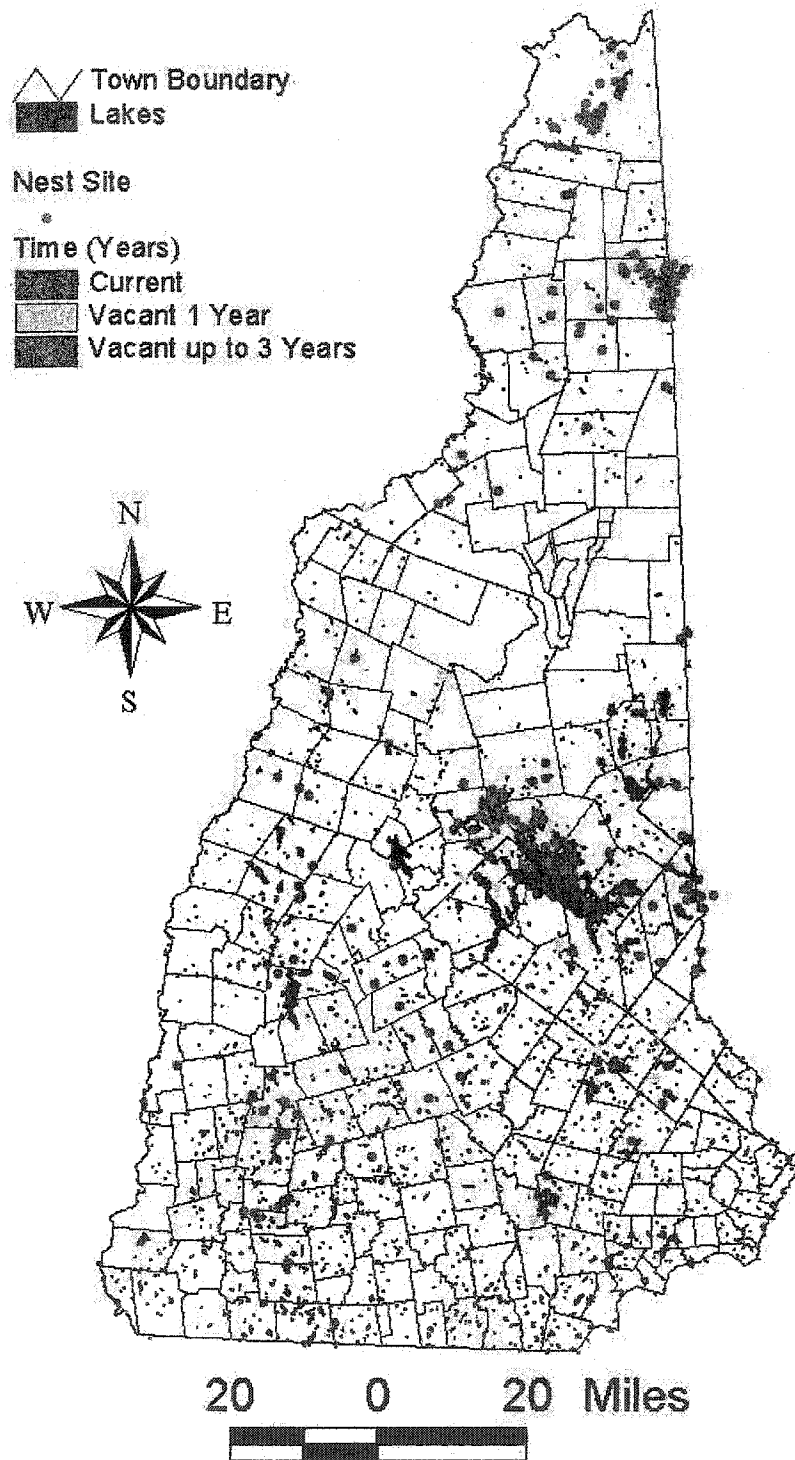 Town Boundary
Lakes
Nest Site
Time (Years)
Current
Vacant 1 Year
Vacant up to 3 Years
N
W E
S
20 0 20 Miles